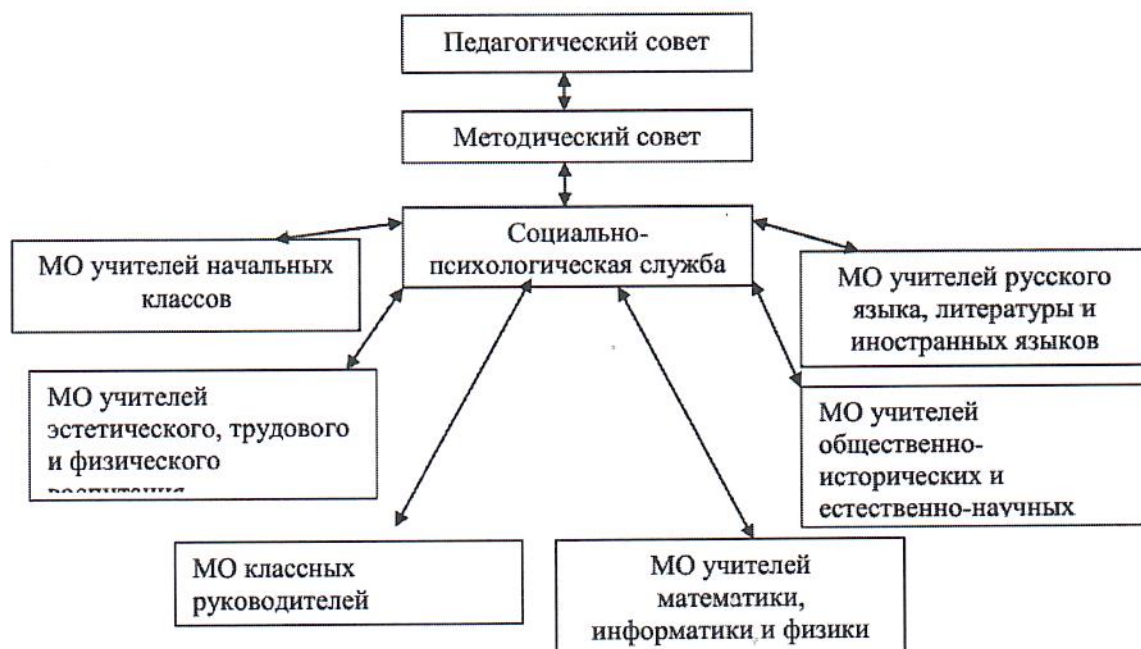 Педагогический совет
Методический совет
Социально-
психологическая служба
МО учителей начальных
классов
МО учителей русского
языка, литературы и
иностранных языков
МО учителей
эстетического, трудового
и физического
воспитания
МО учителей
общественно-
исторических и
естественно-научных
МО классных
руководителей
МО учителей
математики,
информатики и физики